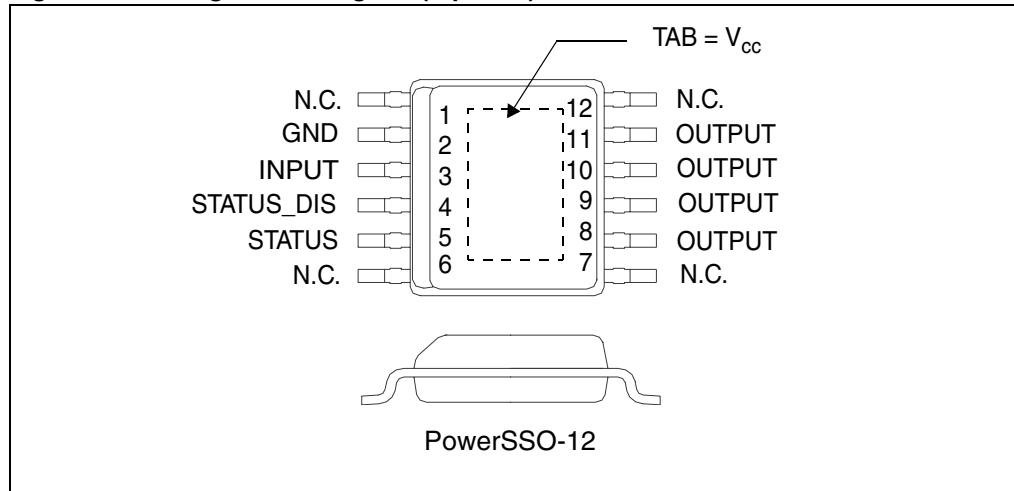 TAB = Vcc
N.C. 1 12 N.C.
GND 2 11 OUTPUT
INPUT 3 10 OUTPUT
STATUS_DIS 4 9 OUTPUT
STATUS 5 8 OUTPUT
N.C. 6 7 N.C.
PowerSSO-12